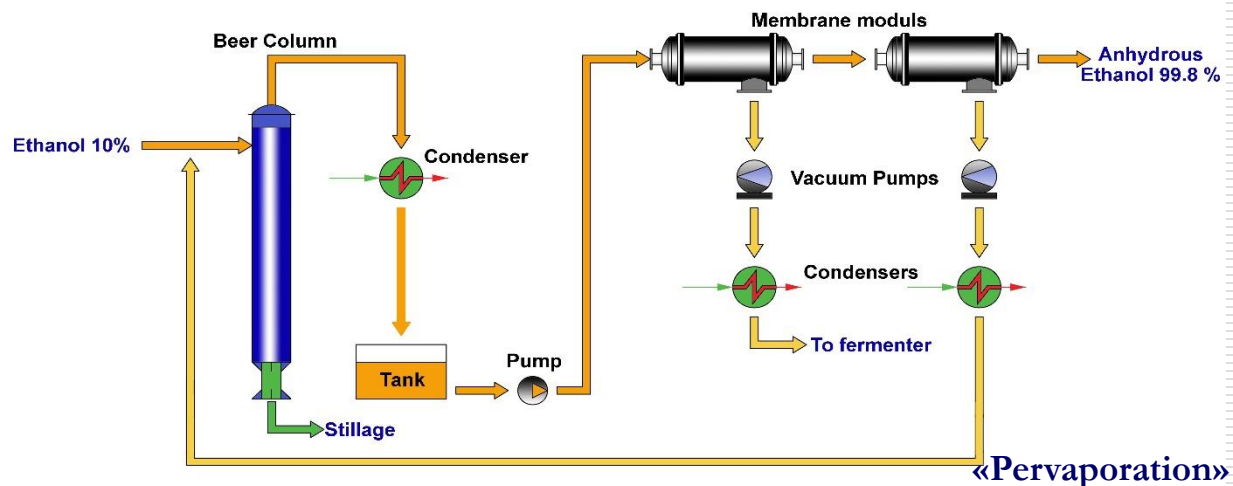 Membrane moduls
Beer Column
Anhydrous
Ethanol 99.8 %
Ethanol 10%
Condenser
Vacuum Pumps
Condensers
To fermenter
Pump
Tank
Stillage
«Pervaporation»